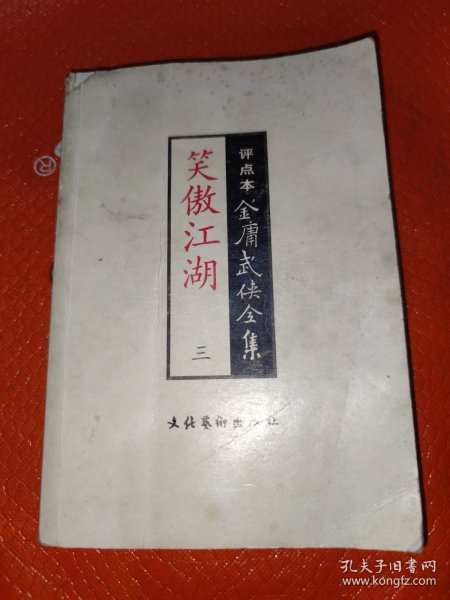 评点本 金庸武侠全集
笑傲江湖
三
文化艺术出版社
®
孔夫子旧书网
www.kongfz.com